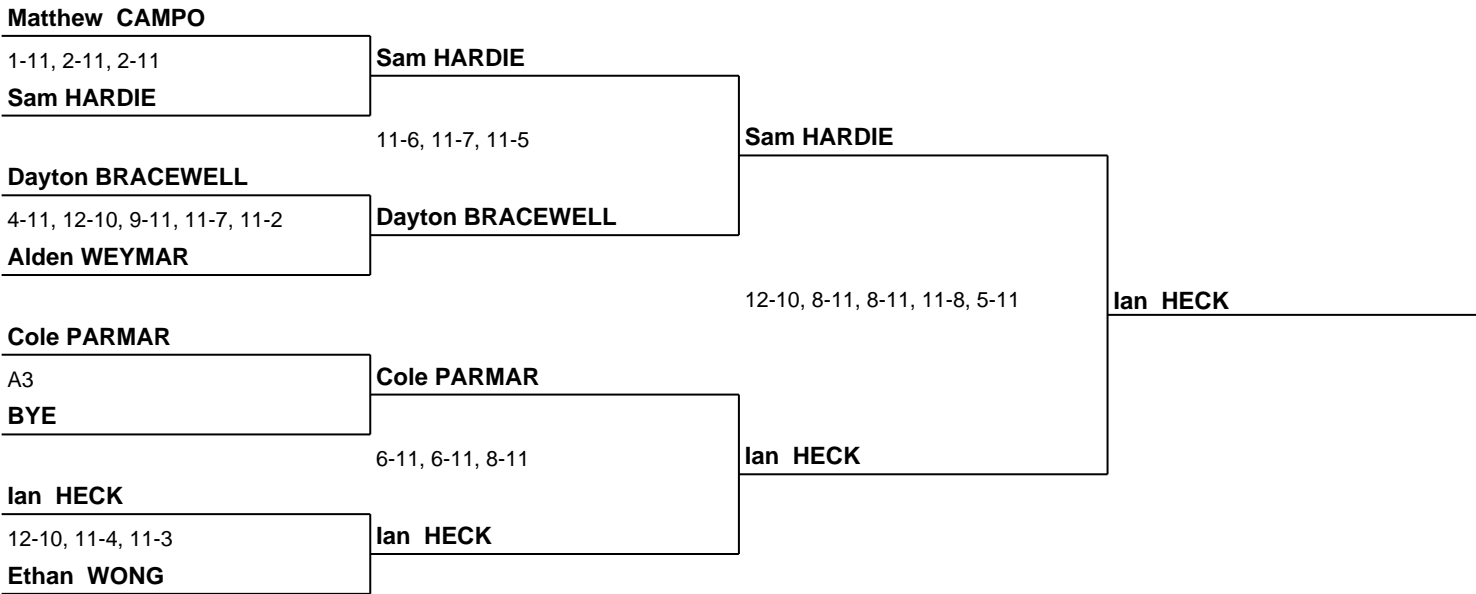 Matthew CAMPO
1-11, 2-11, 2-11
Sam HARDIE
Sam HARDIE
11-6, 11-7, 11-5
Sam HARDIE
Dayton BRACEWELL
4-11, 12-10, 9-11, 11-7, 11-2
Dayton BRACEWELL
Alden WEYMAR
12-10, 8-11, 8-11, 11-8, 5-11
Ian HECK
Cole PARMAR
A3
Cole PARMAR
BYE
6-11, 6-11, 8-11
Ian HECK
Ian HECK
12-10, 11-4, 11-3
Ian HECK
Ethan WONG